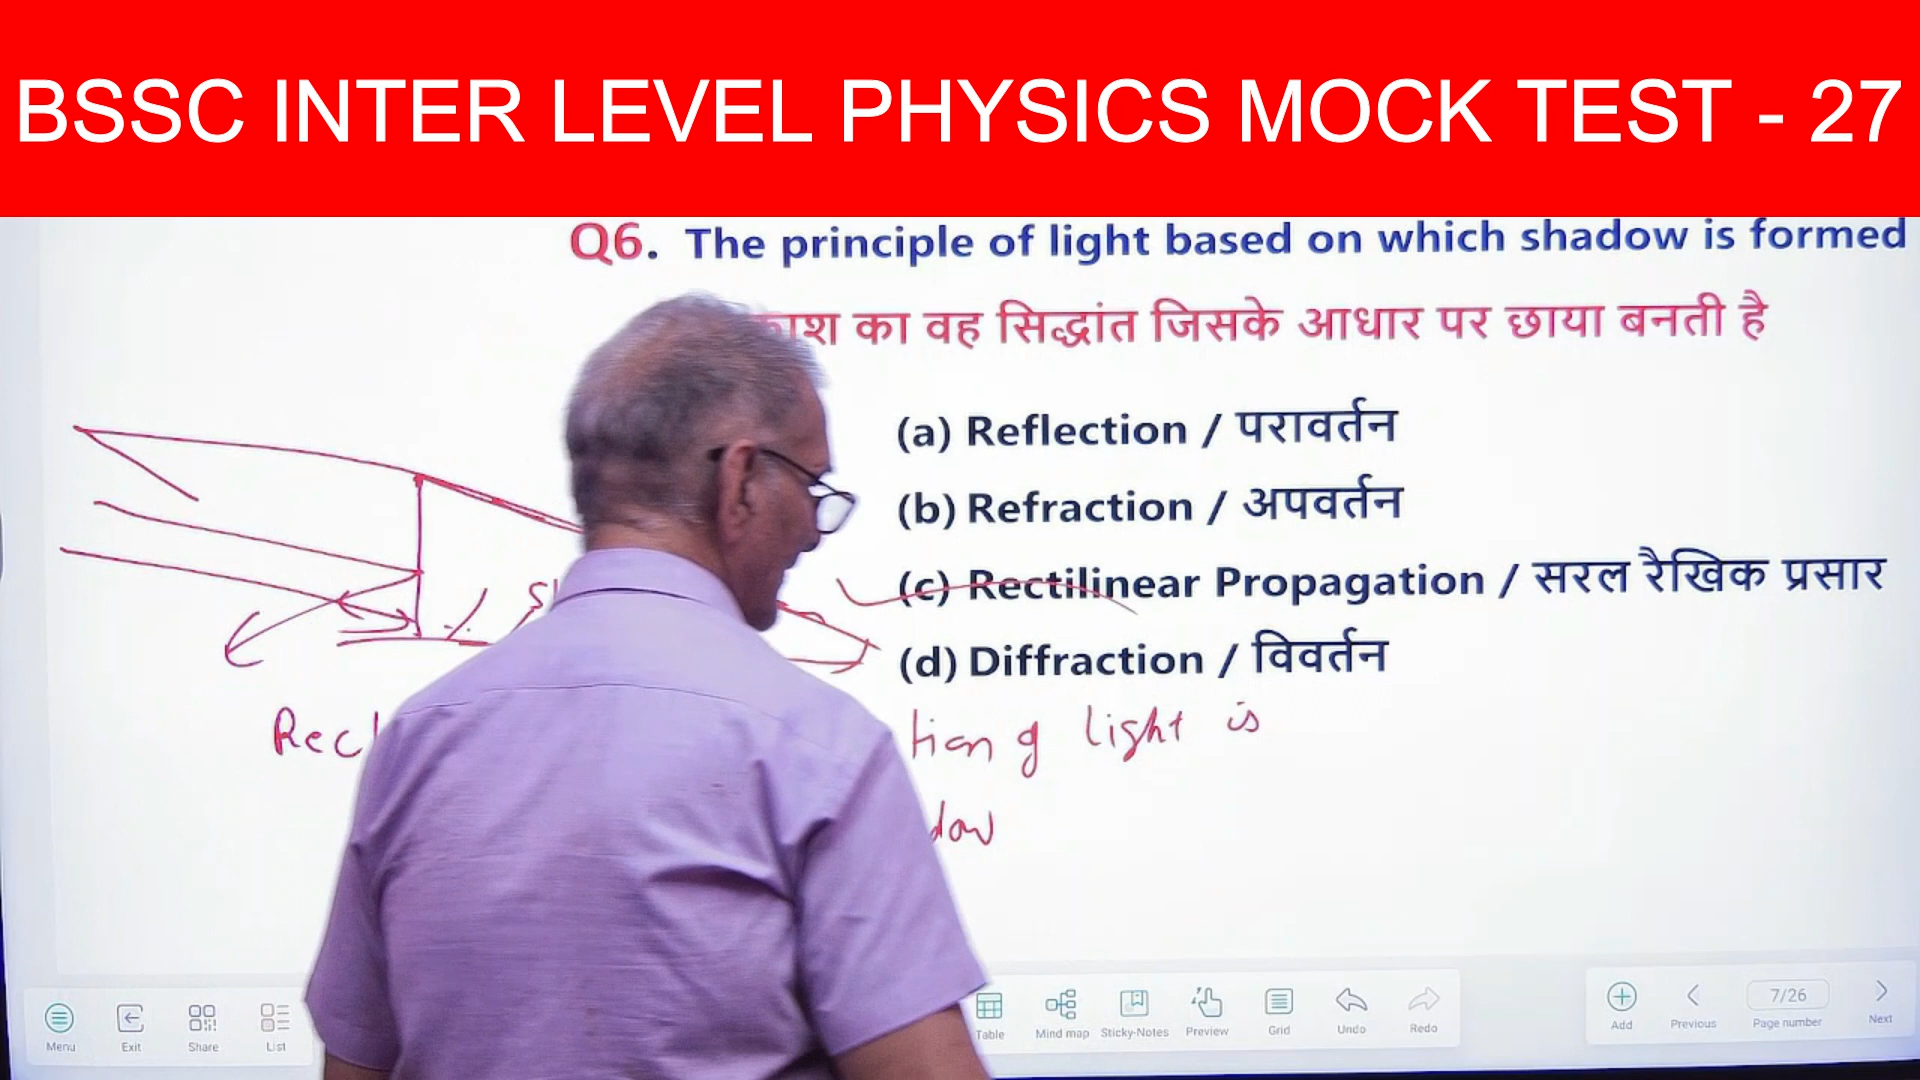 BSSC INTER LEVEL PHYSICS MOCK TEST - 27
Q6. The principle of light based on which shadow is formed
का वह सिद्धांत जिसके आधार पर छाया बनती है
(a) Reflection / परावर्तन
(b) Refraction / अपवर्तन
(c) Rectilinear Propagation / सरल रैखिक प्रसार
(d) Diffraction / विवर्तन
light is
Menu Exit Share List Table Mind map Sticky-Notes Preview Grid Undo Redo Add Previous 7/26 Page number Next